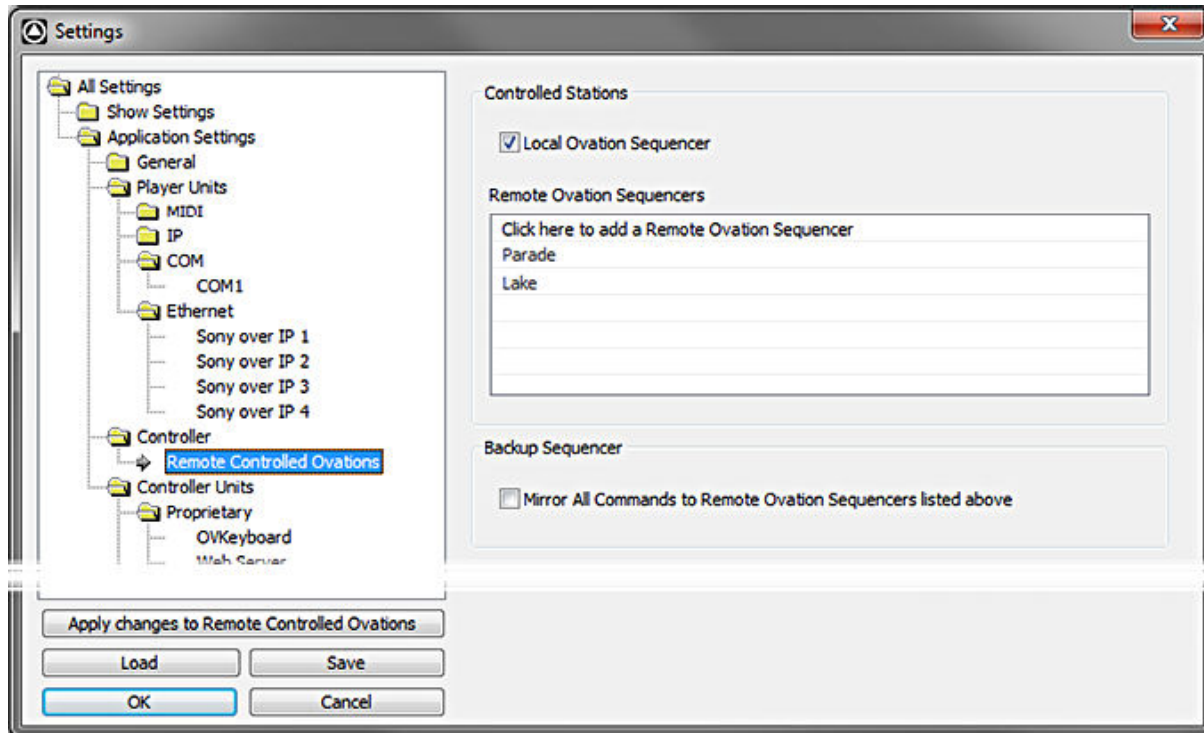 Settings
All Settings
Show Settings
Application Settings
General
Player Units
MIDI
IP
COM
COM1
Ethernet
Sony over IP 1
Sony over IP 2
Sony over IP 3
Sony over IP 4
Controller
Remote Controlled Ovations
Controller Units
Proprietary
OVKeyboard
Web Server
Apply changes to Remote Controlled Ovations
Load
Save
OK
Cancel
Controlled Stations
Local Ovation Sequencer
Remote Ovation Sequencers
Click here to add a Remote Ovation Sequencer
Parade
Lake
Backup Sequencer
Mirror All Commands to Remote Ovation Sequencers listed above